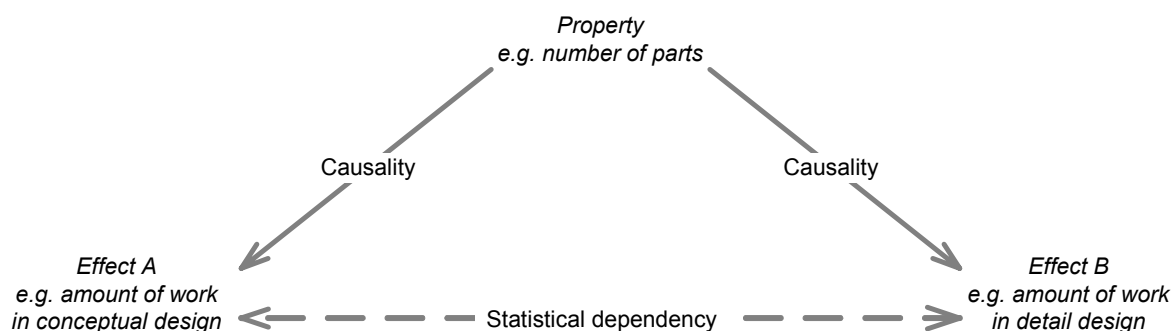 Property
e.g. number of parts
Causality
Causality
Effect A
e.g. amount of work
in conceptual design
Statistical dependency
Effect B
e.g. amount of work
in detail design